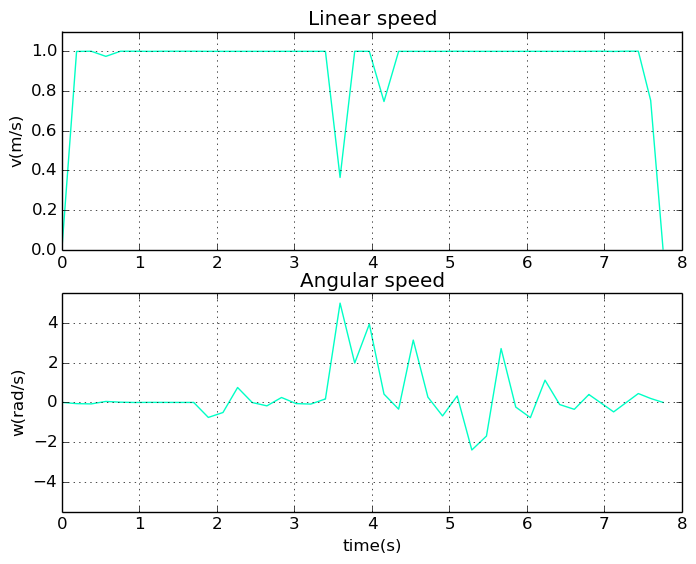 Linear speed
1.0
0.8
0.6
0.4
0.2
0.0
v(m/s)
0 1 2 3 4 5 6 7 8
Angular speed
4
2
0
−2
−4
w(rad/s)
0 1 2 3 4 5 6 7 8
time(s)